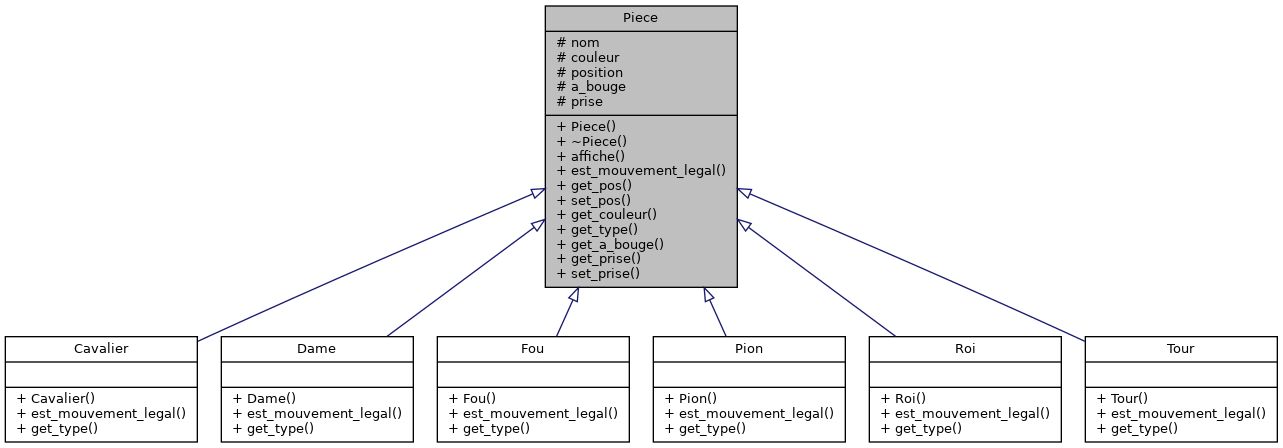 Piece
# nom
# couleur
# position
# a_bouge
# prise
+ Piece()
+ ~Piece()
+ affiche()
+ est_mouvement_legal()
+ get_pos()
+ set_pos()
+ get_couleur()
+ get_type()
+ get_a_bouge()
+ get_prise()
+ set_prise()
Cavalier
+ Cavalier()
+ est_mouvement_legal()
+ get_type()
Dame
+ Dame()
+ est_mouvement_legal()
+ get_type()
Fou
+ Fou()
+ est_mouvement_legal()
+ get_type()
Pion
+ Pion()
+ est_mouvement_legal()
+ get_type()
Roi
+ Roi()
+ est_mouvement_legal()
+ get_type()
Tour
+ Tour()
+ est_mouvement_legal()
+ get_type()